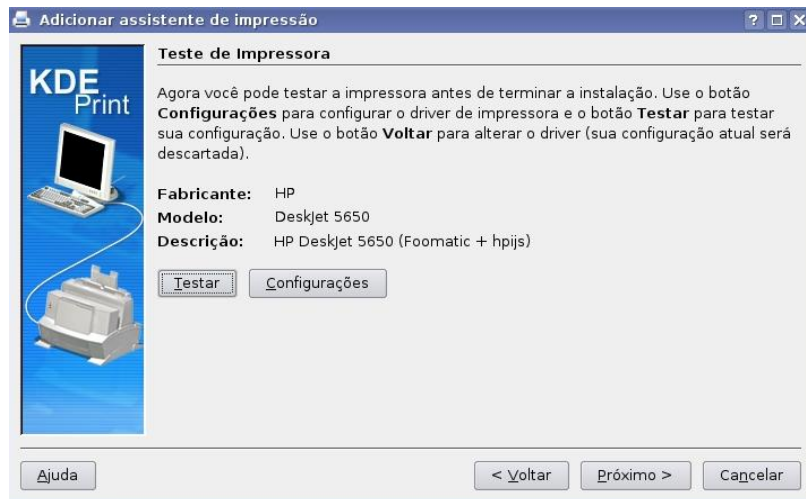 Adicionar assistente de impressão
KDE
Print
Teste de Impressora
Agora você pode testar a impressora antes de terminar a instalação. Use o botão
Configurações para configurar o driver de impressora e o botão Testar para testar
sua configuração. Use o botão Voltar para alterar o driver (sua configuração atual será
descartada).
Fabricante: HP
Modelo: DeskJet 5650
Descrição: HP DeskJet 5650 (Foomatic + hpijs)
Testar Configurações
Ajuda < Voltar Próximo > Cancelar